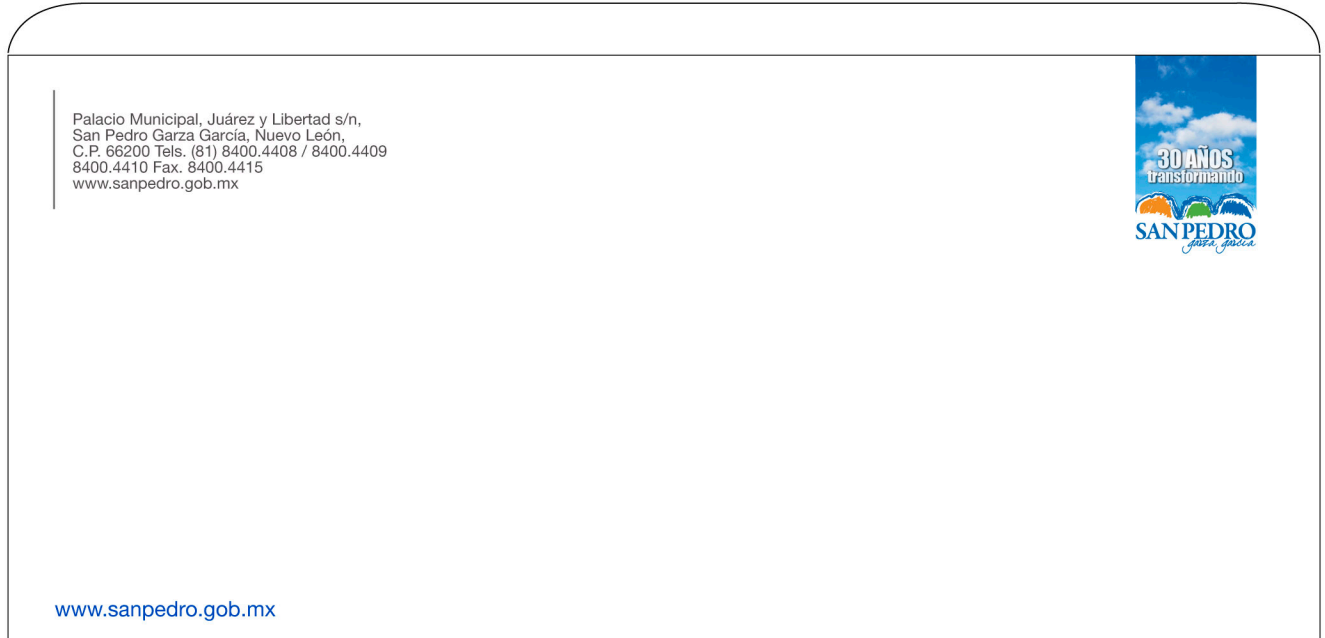 Palacio Municipal, Juárez y Libertad s/n,
San Pedro Garza García, Nuevo León,
C.P. 66200 Tels. (81) 8400.4408 / 8400.4409
8400.4410 Fax. 8400.4415
www.sanpedro.gob.mx
30 AÑOS
transformando
SAN PEDRO
garza garcía
www.sanpedro.gob.mx